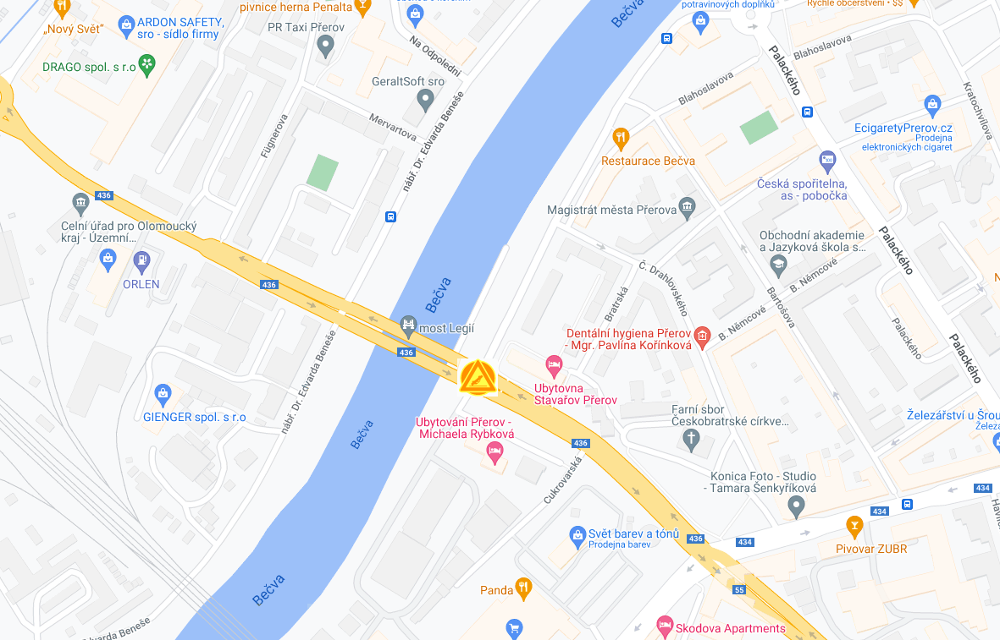 pivnice herna Penalta
„Nový Svět“
ARDON SAFETY,
sro - sídlo firmy
PR Taxi Přerov
DRAGO spol. s r.o
GeraltSoft sro
Na Odpolední
Bečva
potravinových doplňků
Rychlé občerstvení • $$
Palackého
Blahoslavova
Blahoslavova
Kratochvílova
EcigaretyPrerov.cz
Prodejna
elektronických cigaret
Mervartova
Fügnerova
nábř. Dr. Edvarda Beneše
Restaurace Bečva
Česká spořitelna,
as - pobočka
436
Magistrát města Přerova
Celní úřad pro Olomoucký
kraj - Územní...
Obchodní akademie
a Jazyková škola s...
Palackého
ORLEN
436
Bečva
Č. Drahlovského
B. Němcové
Bratrská
Bartošova
B. Němcové
most Legií
436
Dentální hygiena Přerov
- Mgr. Pavlína Kořínková
Palackého
Palackého
nábř. Dr. Edvarda Beneše
Ubytovna
Stavařov Přerov
GIENGER spol. s r.o
Ubytování Přerov -
Michaela Rybková
Bečva
Farní sbor
Českobratrské církve...
Železářství u Šrou
Želez
436
Cukrovarská
Konica Foto - Studio
- Tamara Šenkyříková
434
434
436
434
Svět barev a tónů
Prodejna barev
Pivovar ZUBR
Bečva
Panda
55
Edvarda Beneše
Skodova Apartments